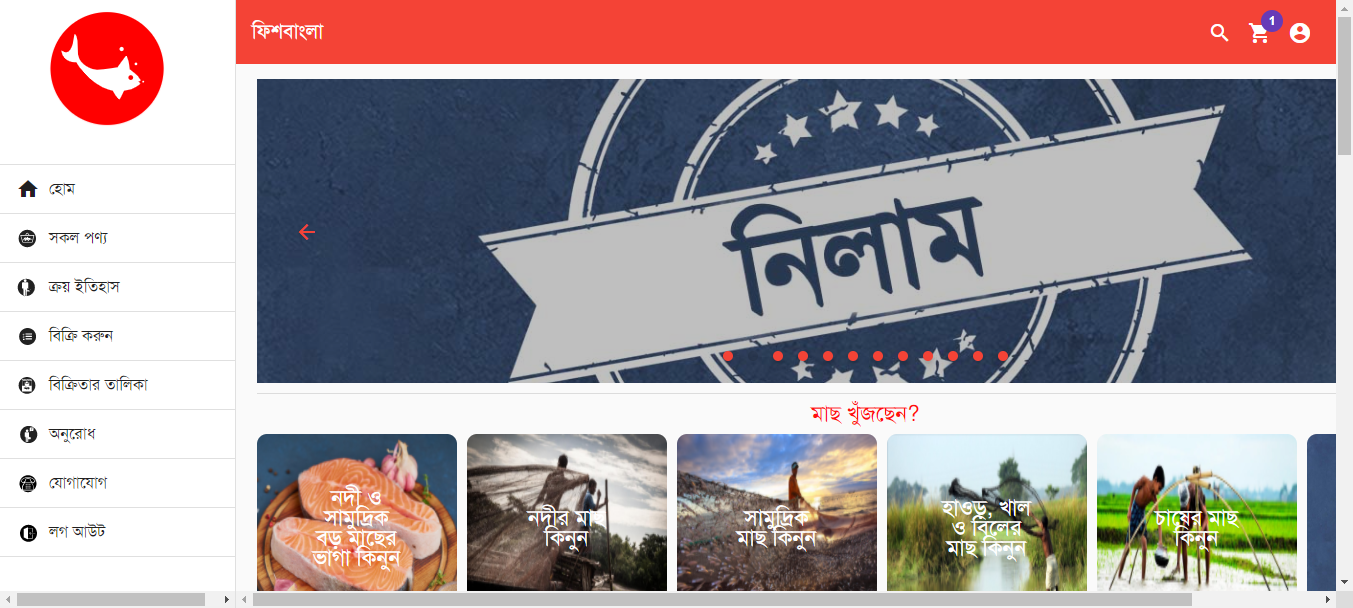 ফিশবাংলা
1
হোম
সকল পণ্য
ক্রয় ইতিহাস
বিক্রি করুন
বিক্রিতার তালিকা
অনুরোধ
যোগাযোগ
লগ আউট
নিলাম
মাছ খুঁজছেন?
নদী ও
সামুদ্রিক
বড় মাছের
ভাগা কিনুন
নদীর মাছ
কিনুন
সামুদ্রিক
মাছ কিনুন
হাওড়, খাল
ও বিলের
মাছ কিনুন
চাষের মাছ
কিনুন